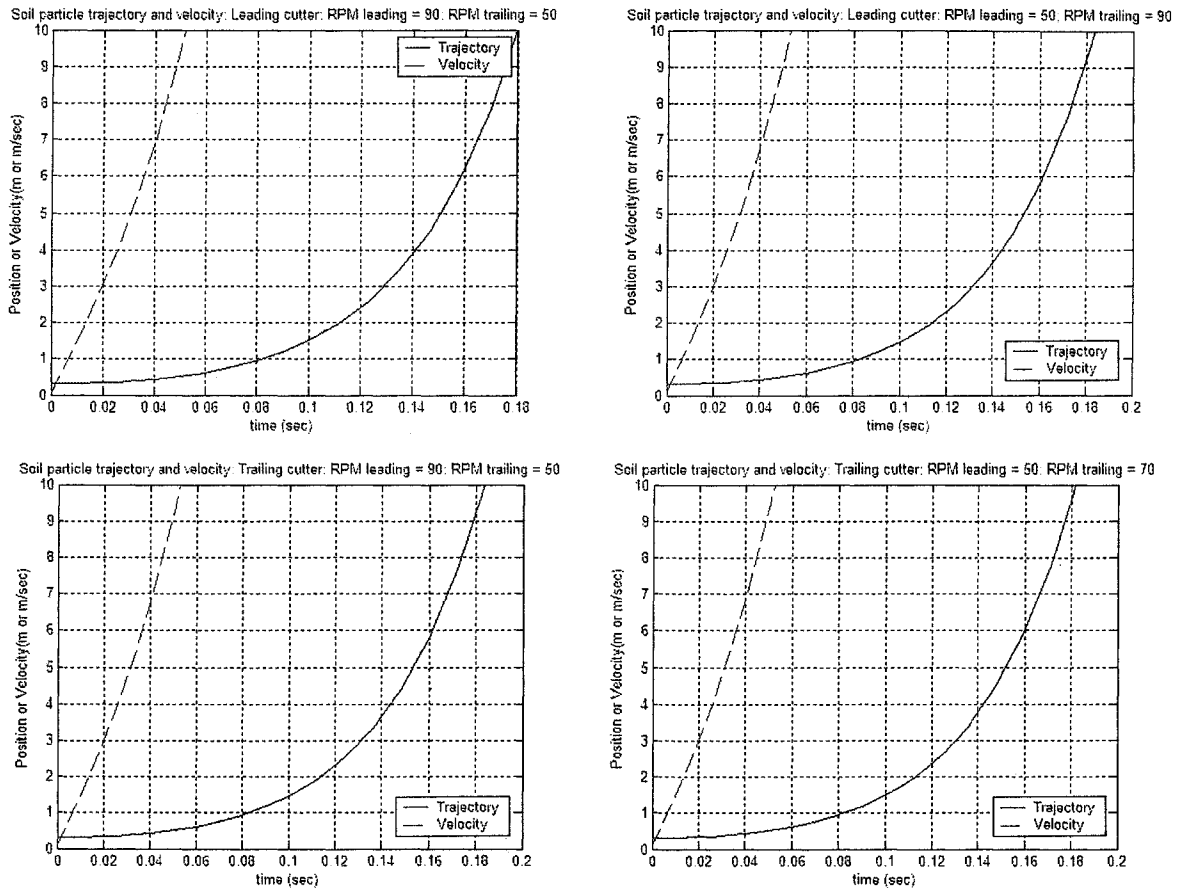 Soil particle trajectory and velocity: Leading cutter: RPM leading = 90: RPM trailing = 50
10
9
8
7
6
5
4
3
2
1
0
Position or Velocity(m or m/sec)
Trajectory
Velocity
0 0.02 0.04 0.06 0.08 0.1 0.12 0.14 0.16 0.18
time (sec)
Soil particle trajectory and velocity: Leading cutter: RPM leading = 50: RPM trailing = 90
10
9
8
7
6
5
4
3
2
1
0
Position or Velocity(m or m/sec)
Trajectory
Velocity
0 0.02 0.04 0.06 0.08 0.1 0.12 0.14 0.16 0.18 0.2
time (sec)
Soil particle trajectory and velocity: Trailing cutter: RPM leading = 90: RPM trailing = 50
10
9
8
7
6
5
4
3
2
1
0
Position or Velocity(m or m/sec)
Trajectory
Velocity
0 0.02 0.04 0.06 0.08 0.1 0.12 0.14 0.16 0.18 0.2
time (sec)
Soil particle trajectory and velocity: Trailing cutter: RPM leading = 50: RPM trailing = 70
10
9
8
7
6
5
4
3
2
1
0
Position or Velocity(m or m/sec)
Trajectory
Velocity
0 0.02 0.04 0.06 0.08 0.1 0.12 0.14 0.16 0.18 0.2
time (sec)